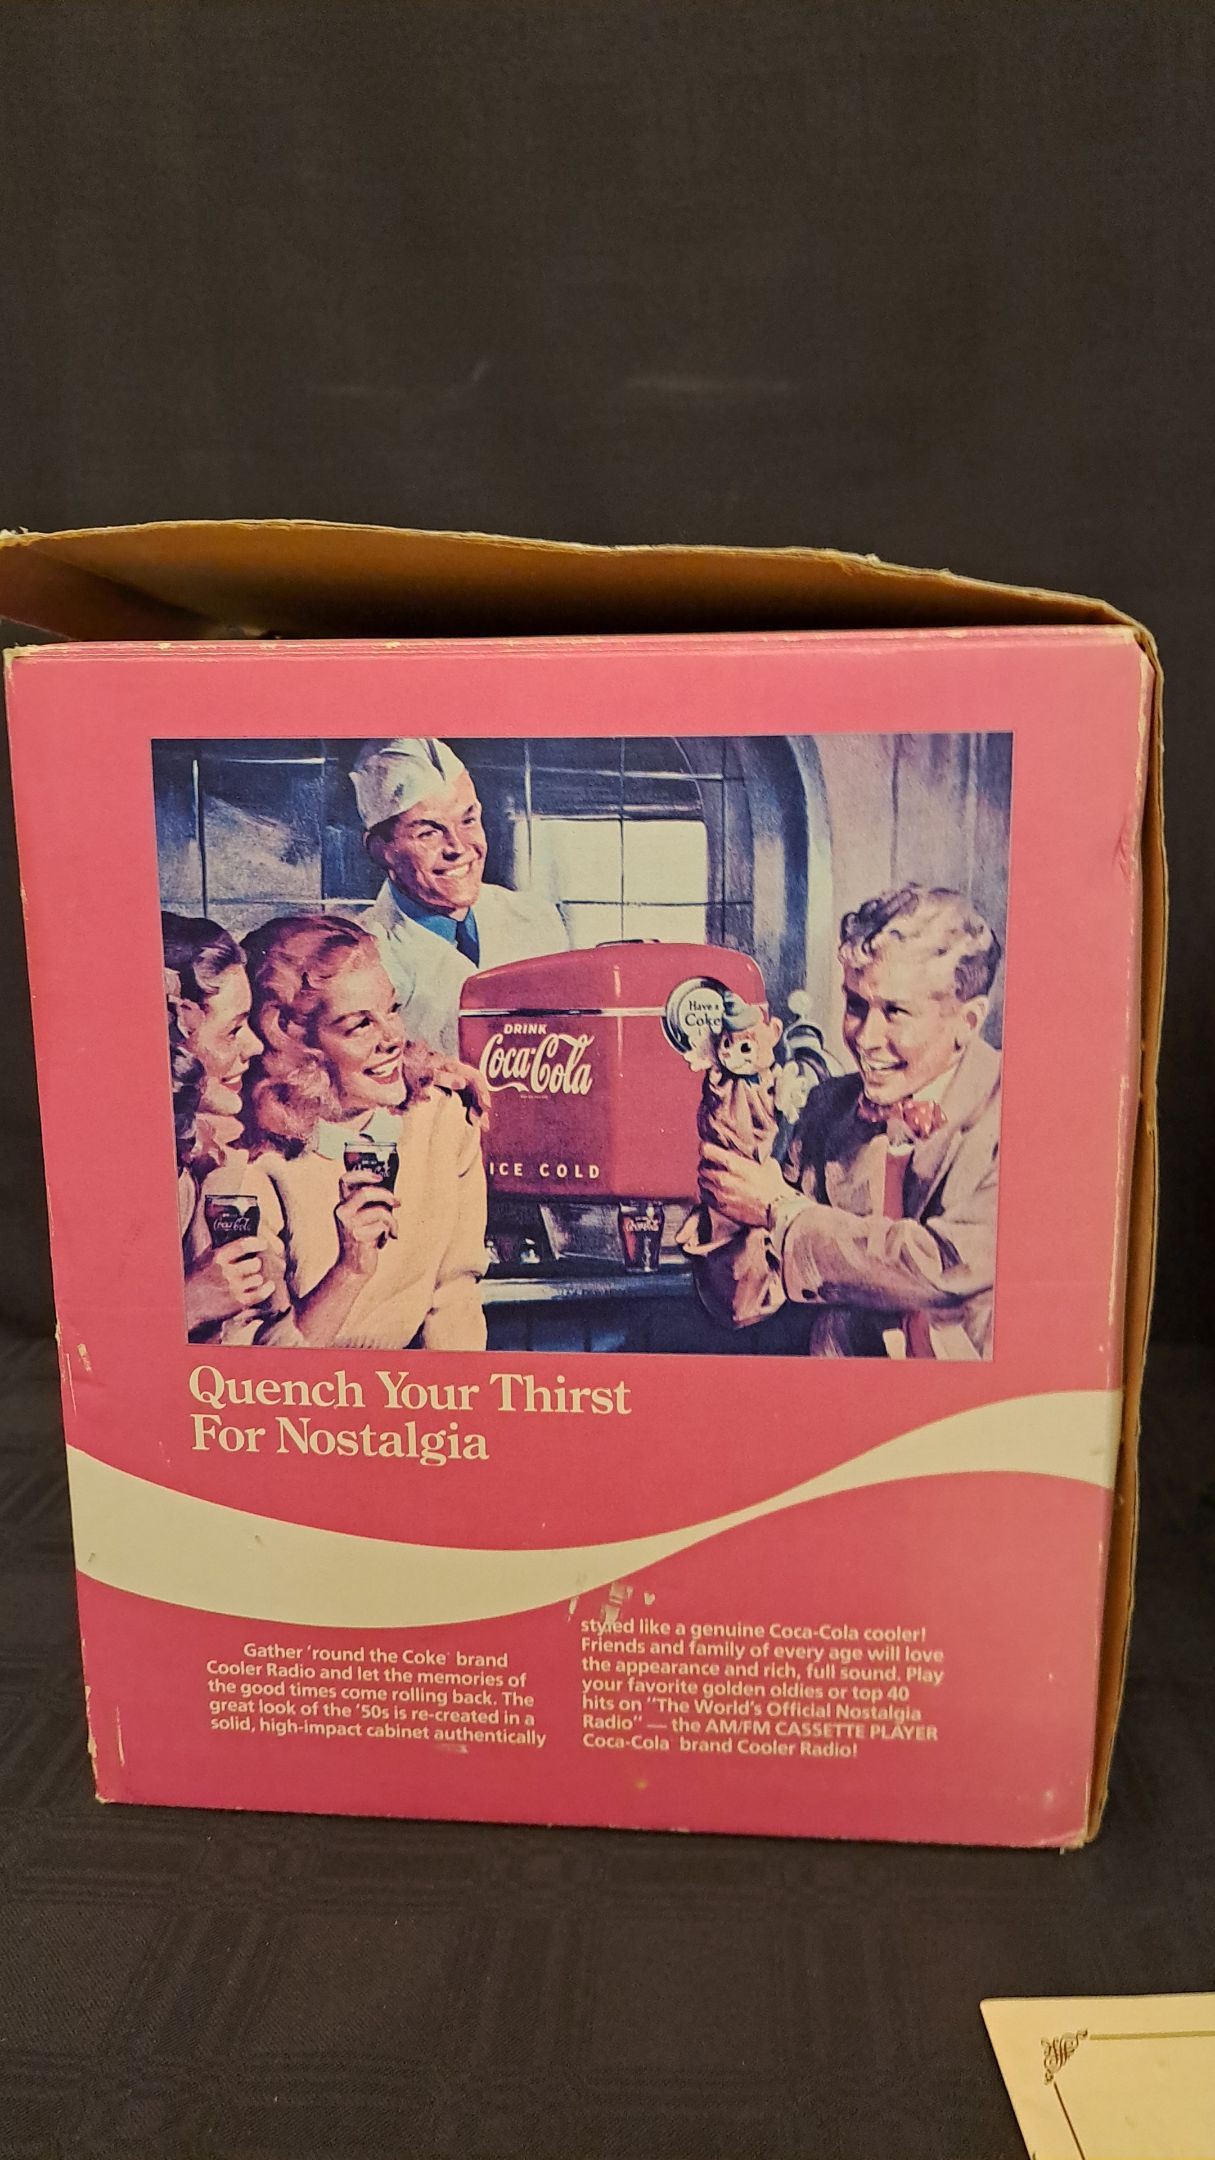 Have a
Coke
DRINK
Coca-Cola
ICE COLD
Coca-Cola
Coca-Cola
Quench Your Thirst
For Nostalgia
Gather 'round the Coke brand
Cooler Radio and let the memories of
the good times come rolling back. The
great look of the '50s is re-created in a
solid, high-impact cabinet authentically
styled like a genuine Coca-Cola cooler!
Friends and family of every age will love
the appearance and rich, full sound. Play
your favorite golden oldies or top 40
hits on "The World's Official Nostalgia
Radio" — the AM/FM CASSETTE PLAYER
Coca-Cola brand Cooler Radio!